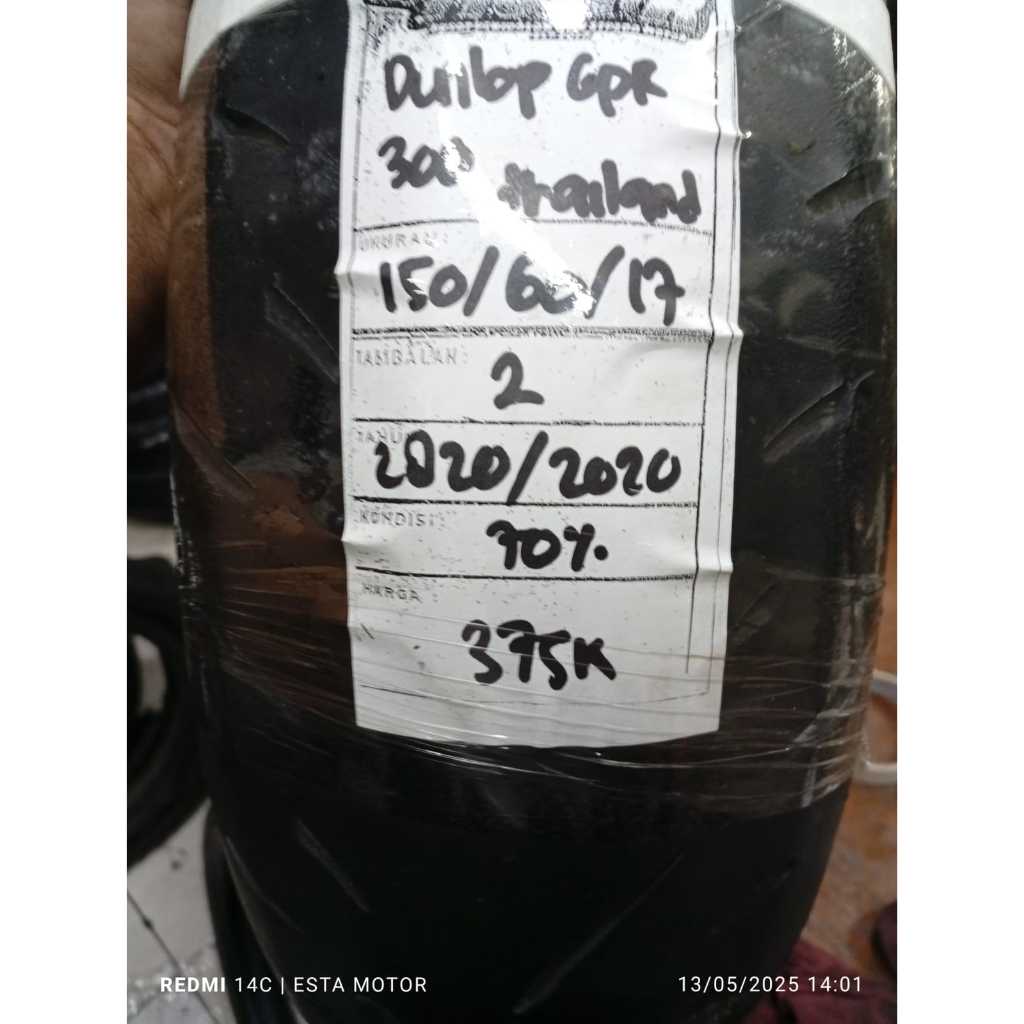 Dunlop GPR
300 thailand
UKURAN :
150/60/17
TAMBALAN :
2
TAHUN
2020/2020
KONDISI :
70%
HARGA :
375K
REDMI 14C | ESTA MOTOR
13/05/2025 14:01